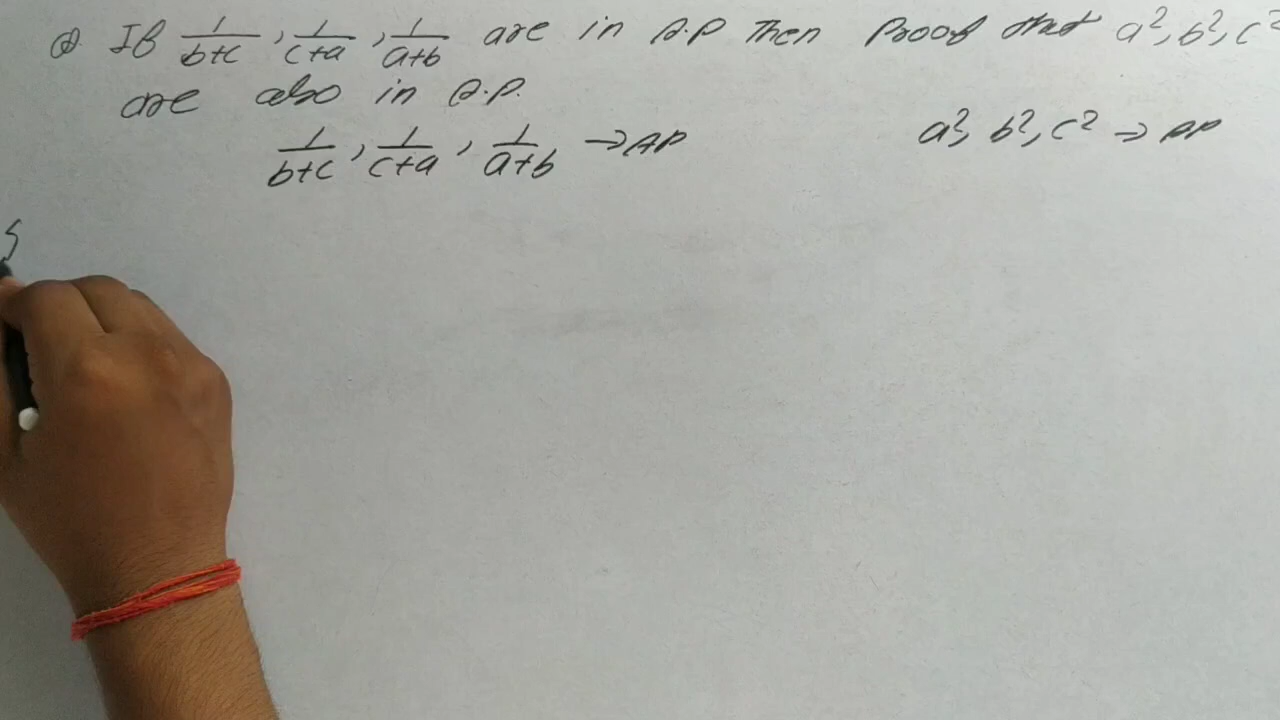 Q. If 1/b+c, 1/c+a, 1/a+b are in A.P Then Proof that a², b², c²
are also in A.P.
1/b+c, 1/c+a, 1/a+b → AP
a², b², c² → AP
S